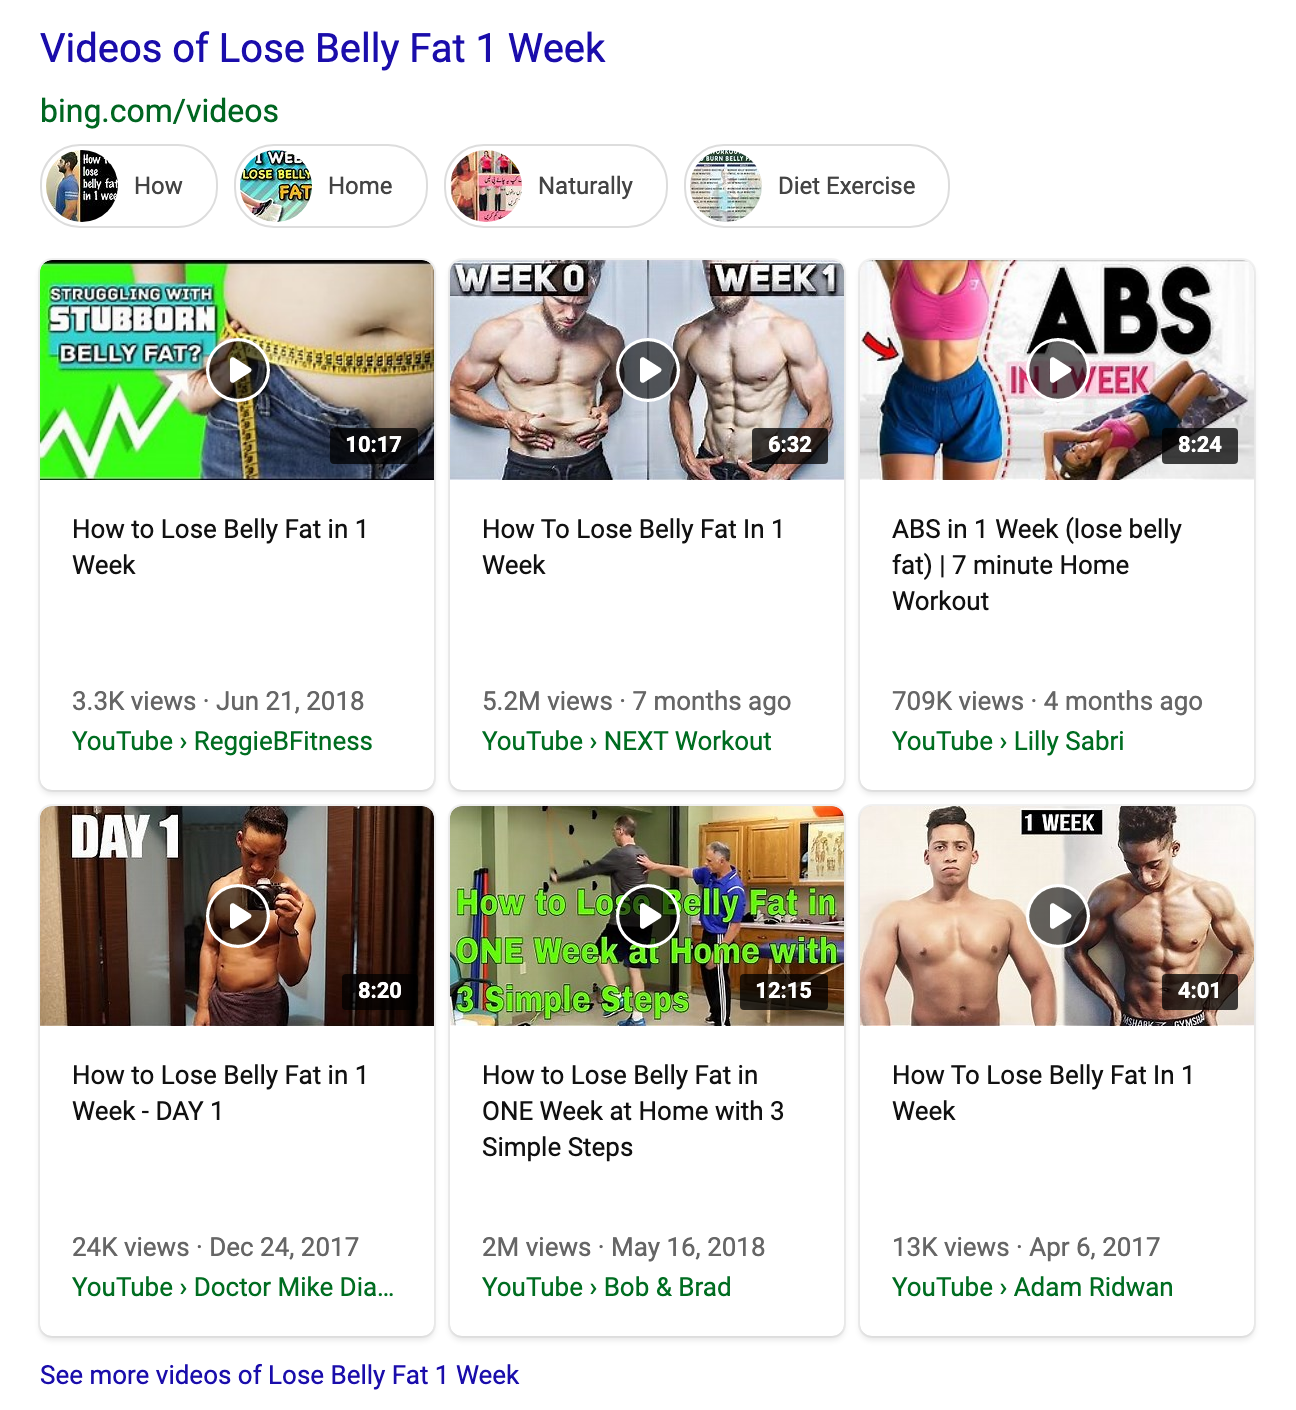 Videos of Lose Belly Fat 1 Week
bing.com/videos
How
lose
belly fat
in 1 wee
How
1 WEE
LOSE BELLY
FAT
Home
Naturally
BURN BELLY
Diet Exercise
STRUGGLING WITH
STUBBORN
BELLY FAT?
10:17
WEEK 0
WEEK 1
6:32
ABS
IN 1 WEEK
8:24
How to Lose Belly Fat in 1
Week
3.3K views · Jun 21, 2018
YouTube › ReggieBFitness
How To Lose Belly Fat In 1
Week
5.2M views · 7 months ago
YouTube › NEXT Workout
ABS in 1 Week (lose belly
fat) | 7 minute Home
Workout
709K views · 4 months ago
YouTube › Lilly Sabri
DAY 1
8:20
How to Lose Belly Fat in
ONE Week at Home with
3 Simple Steps
12:15
1 WEEK
GYMSHA
4:01
How to Lose Belly Fat in 1
Week - DAY 1
24K views · Dec 24, 2017
YouTube › Doctor Mike Dia...
How to Lose Belly Fat in
ONE Week at Home with 3
Simple Steps
2M views · May 16, 2018
YouTube › Bob & Brad
How To Lose Belly Fat In 1
Week
13K views · Apr 6, 2017
YouTube › Adam Ridwan
See more videos of Lose Belly Fat 1 Week